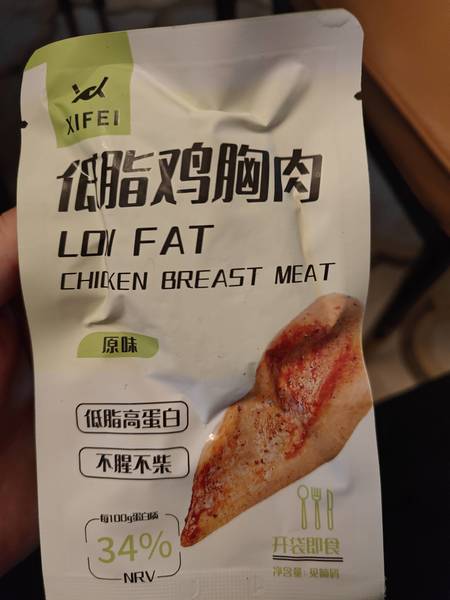 XIFEI
低脂鸡胸肉
LOW FAT
CHICKEN BREAST MEAT
原味
低脂高蛋白
不腥不柴
每100g蛋白质
34%
NRV
开袋即食
净含量:见喷码